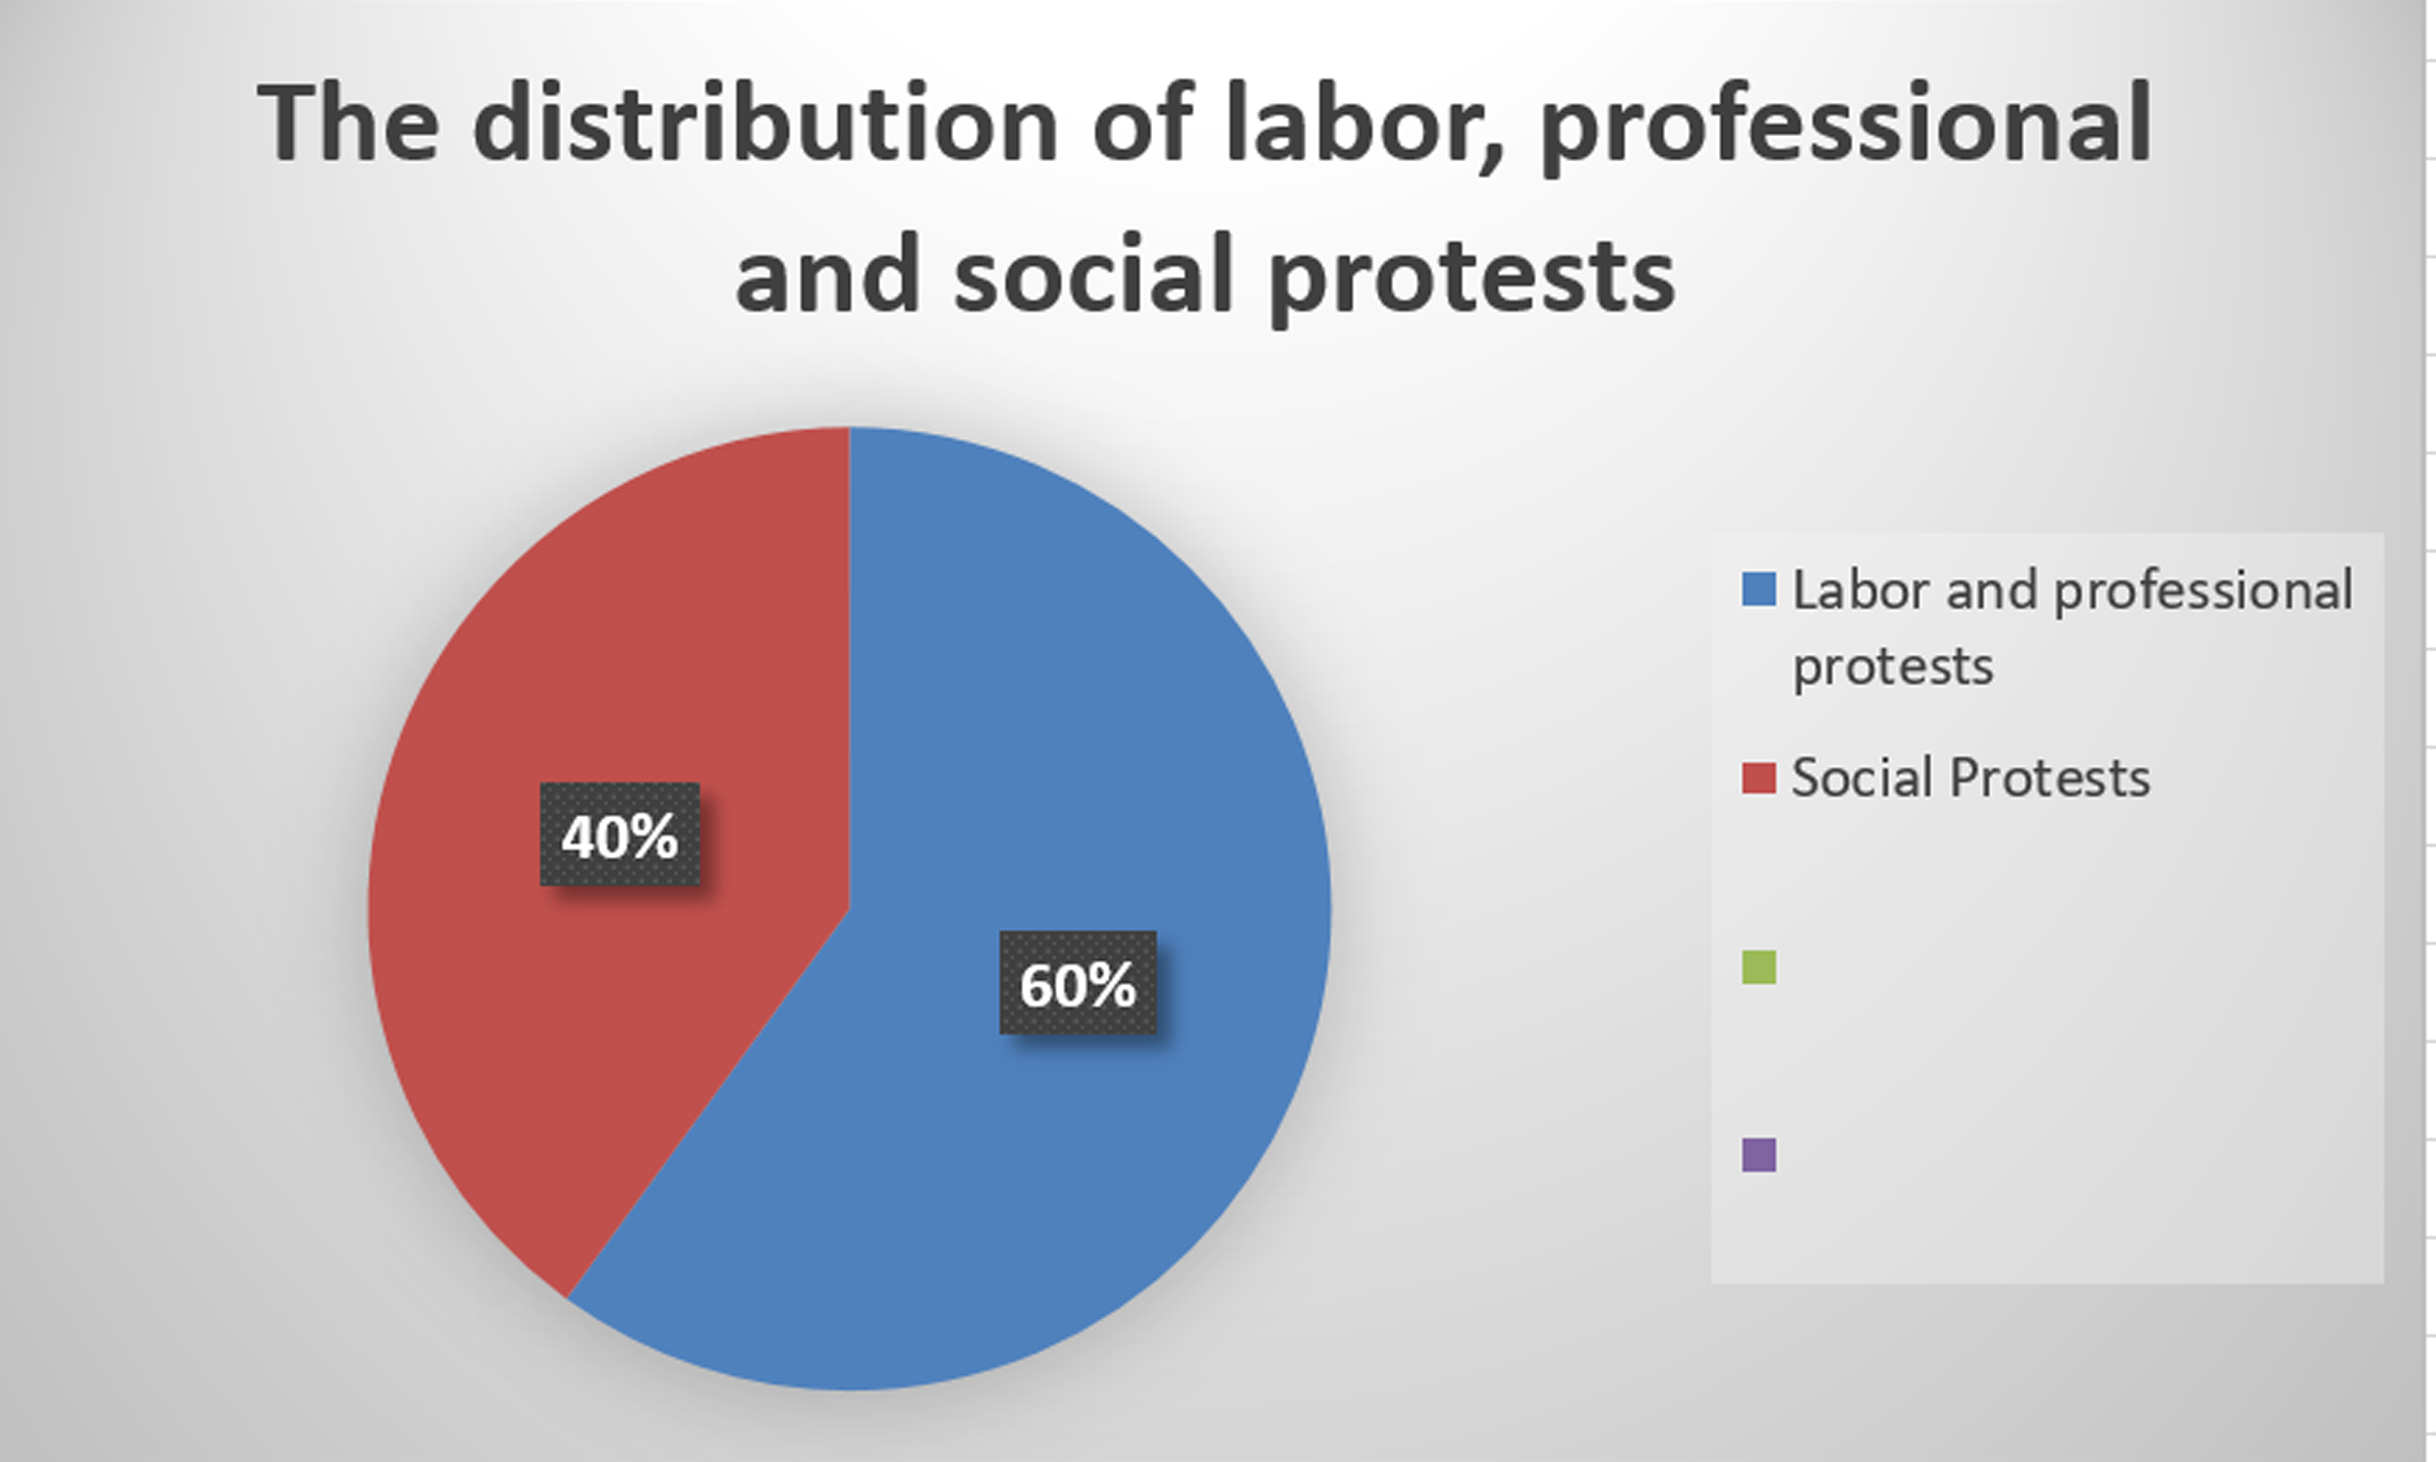 The distribution of labor, professional
and social protests
40%
60%
Labor and professional
protests
Social Protests